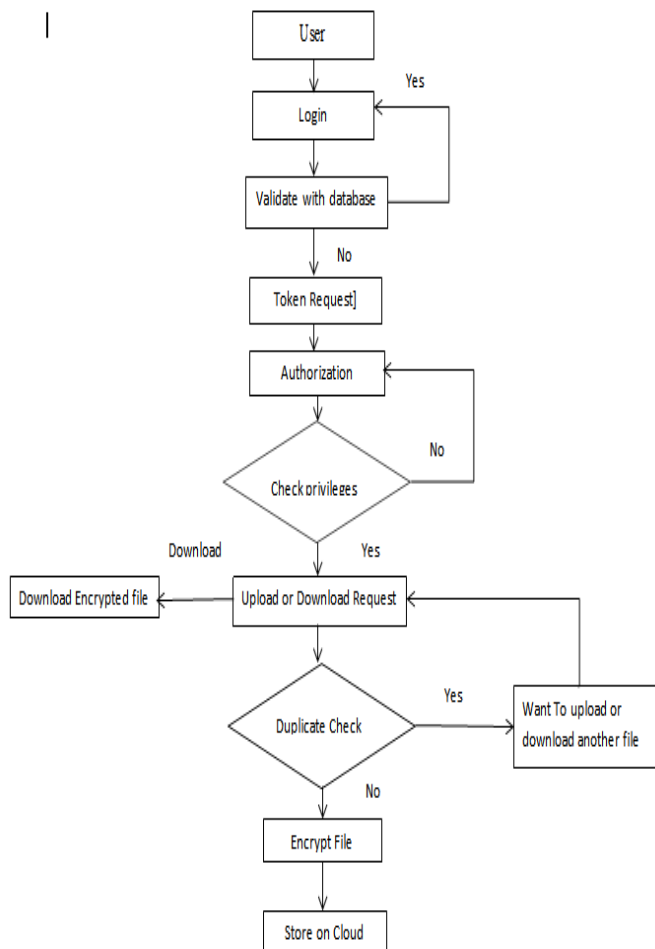 User
Yes
Login
Validate with database
No
Token Request]
Authorization
No
Check privileges
Download
Yes
Download Encrypted file
Upload or Download Request
Yes
Want To upload or
download another file
Duplicate Check
No
Encrypt File
Store on Cloud